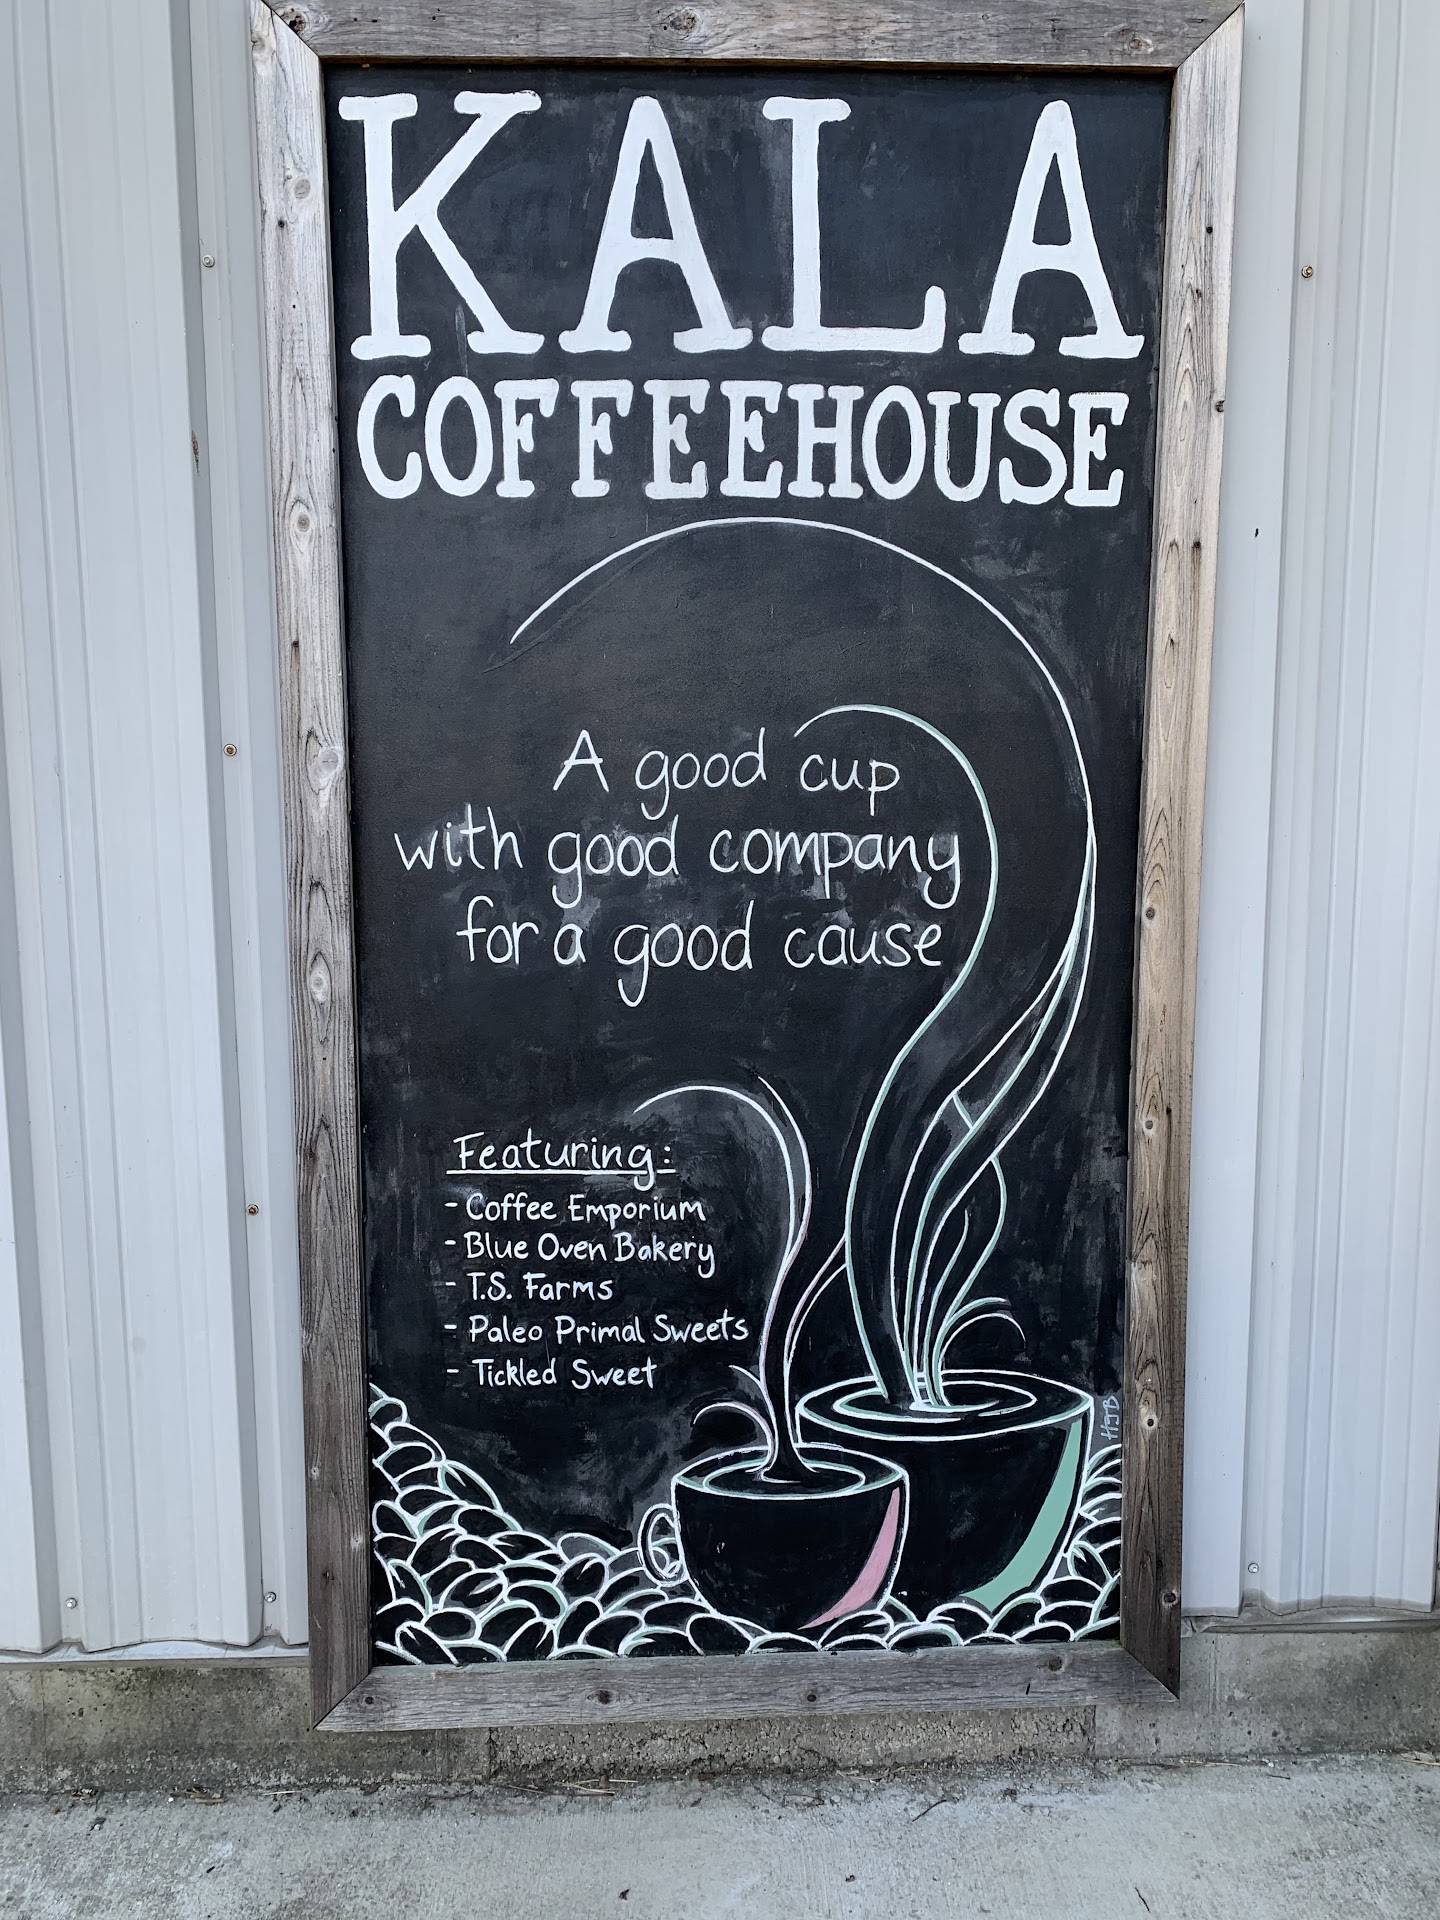 KALA
COFFEEHOUSE
A good cup
with good company
for a good cause
Featuring:
- Coffee Emporium
- Blue Oven Bakery
- T.S. Farms
- Paleo Primal Sweets
- Tickled Sweet
HJB